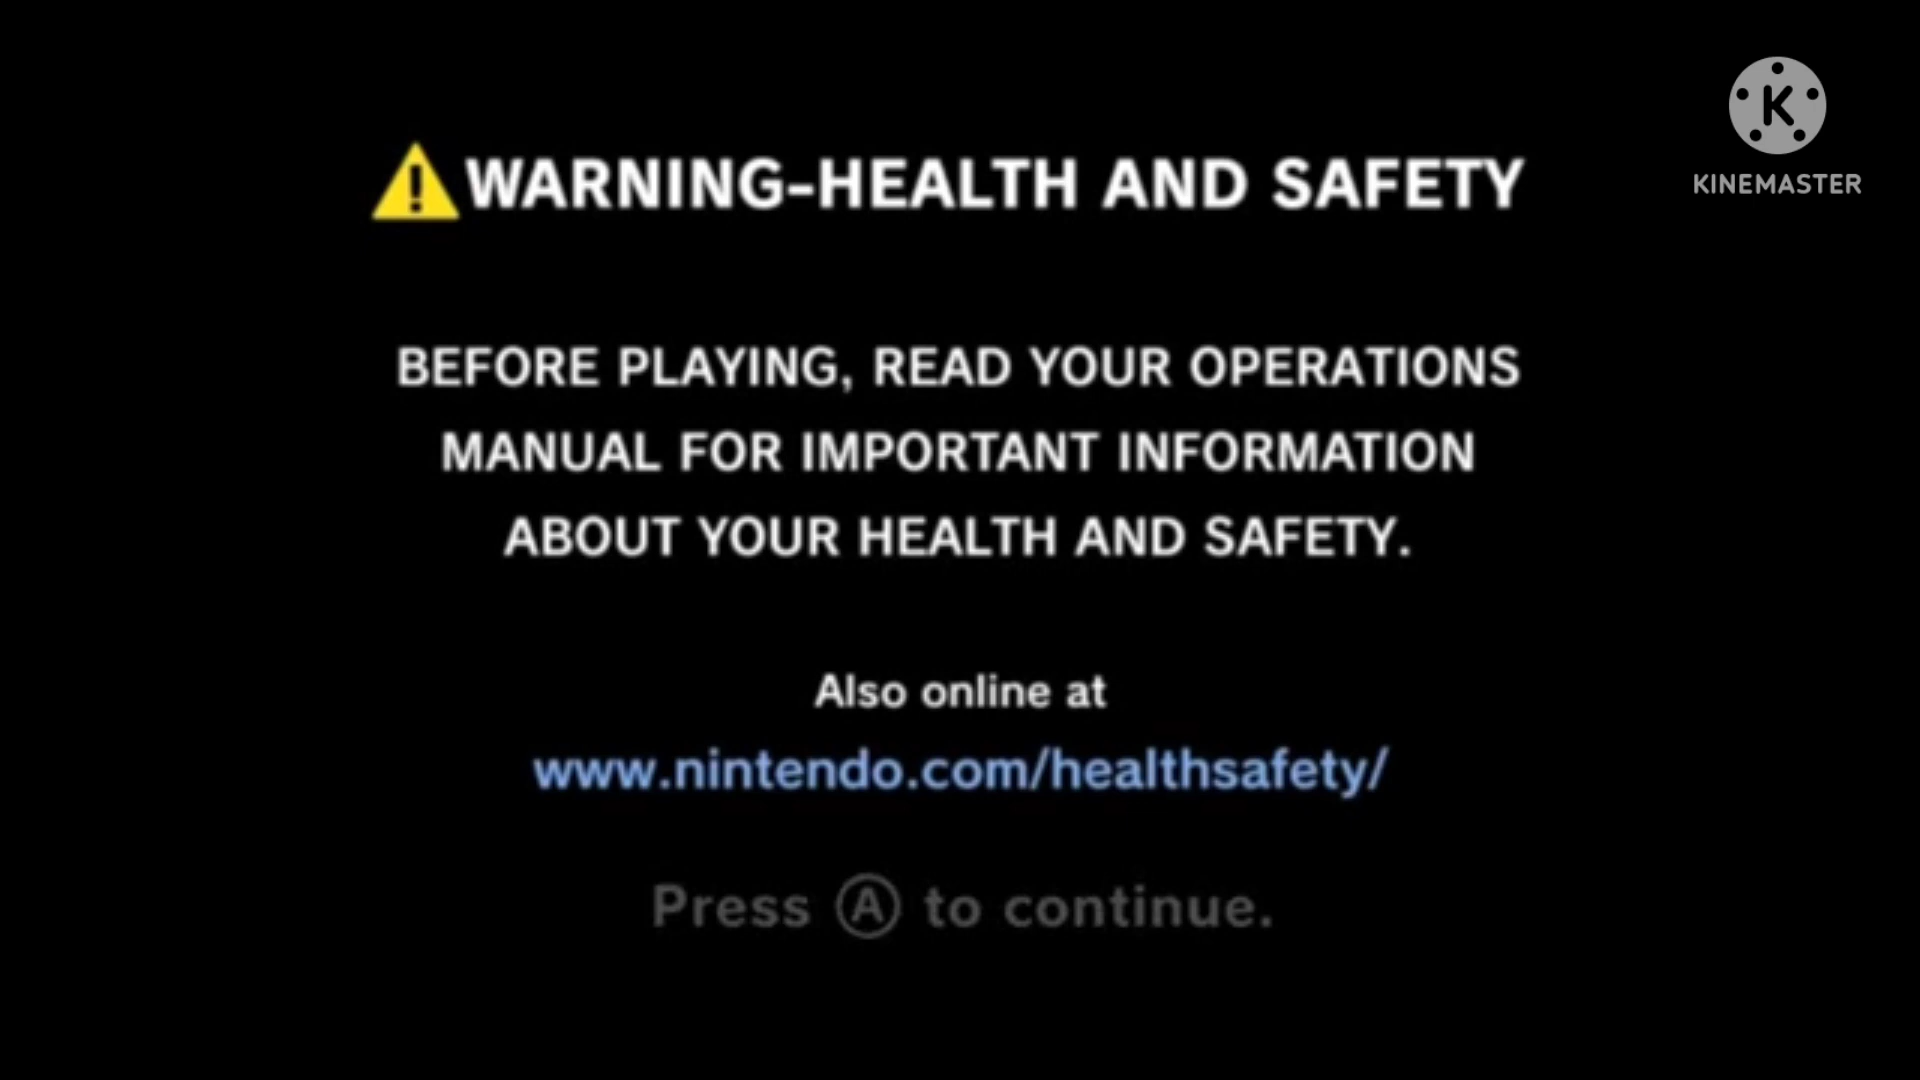 ⚠WARNING-HEALTH AND SAFETY
BEFORE PLAYING, READ YOUR OPERATIONS
MANUAL FOR IMPORTANT INFORMATION
ABOUT YOUR HEALTH AND SAFETY.
Also online at
www.nintendo.com/healthsafety/
Press Ⓐ to continue.
K
KINEMASTER